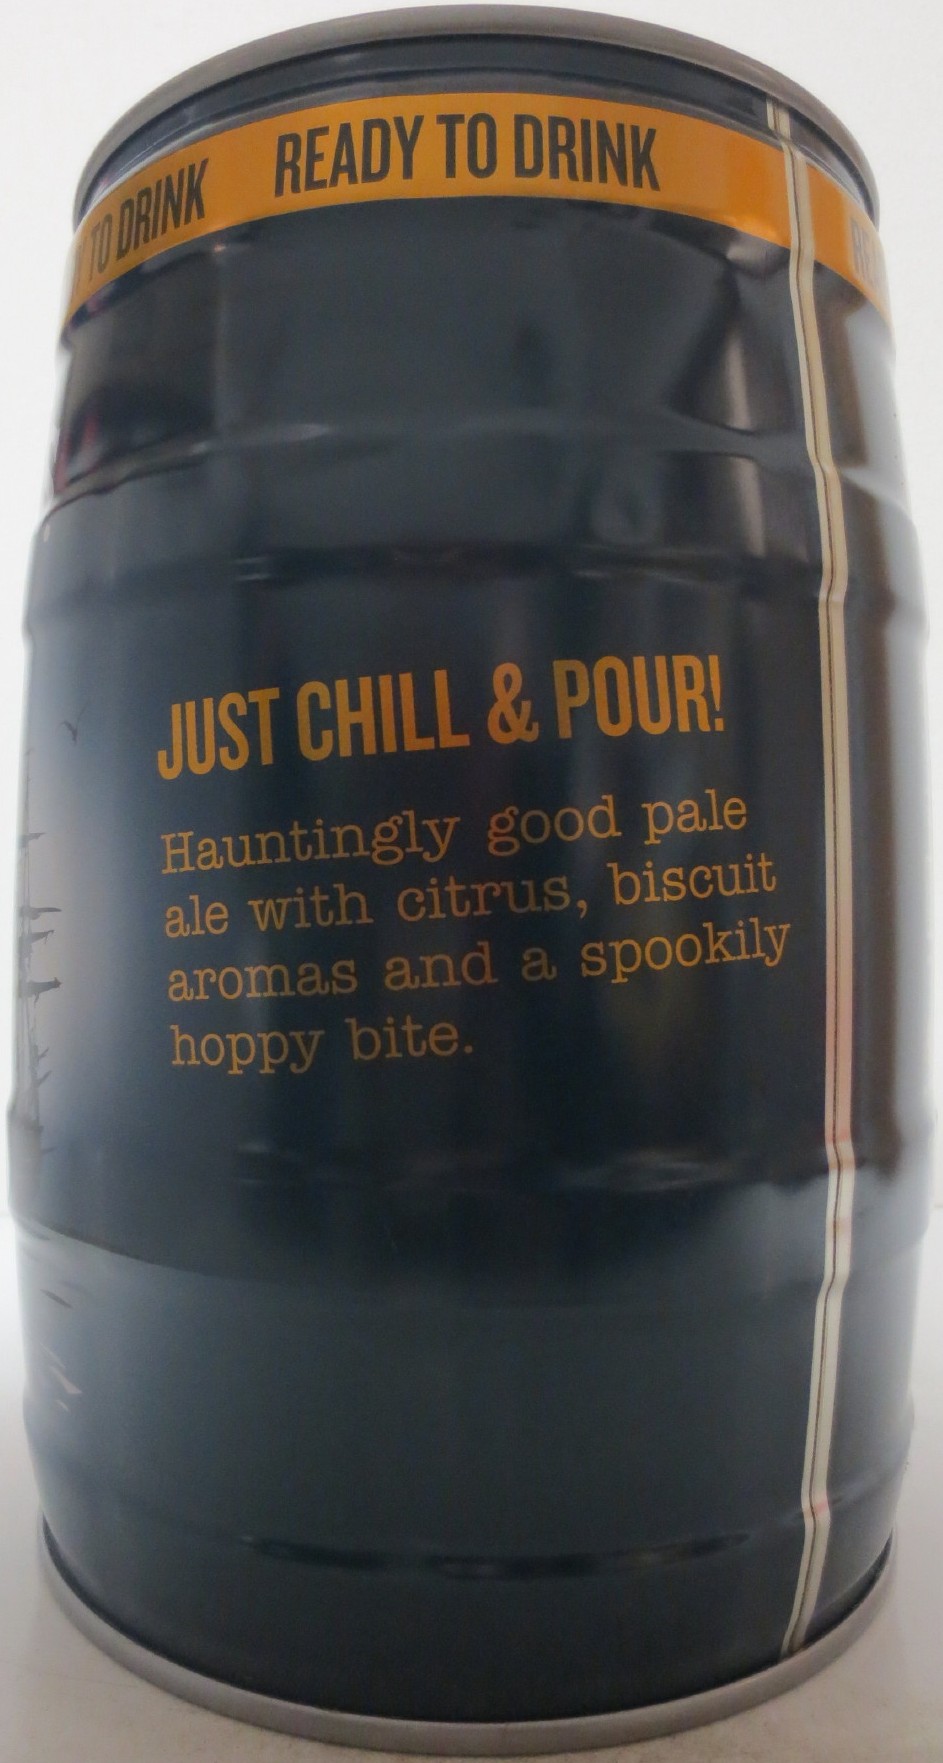 TO DRINK READY TO DRINK
JUST CHILL & POUR!
Hauntingly good pale
ale with citrus, biscuit
aromas and a spookily
hoppy bite.